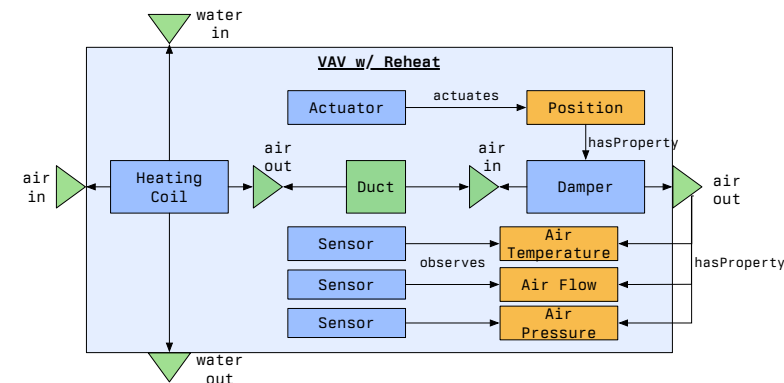 water
in
VAV w/ Reheat
Actuator
actuates
Position
hasProperty
air
in
Heating
Coil
air
out
Duct
air
in
Damper
air
out
Sensor
Air
Temperature
observes
hasProperty
Sensor
Air Flow
Sensor
Air
Pressure
water
out